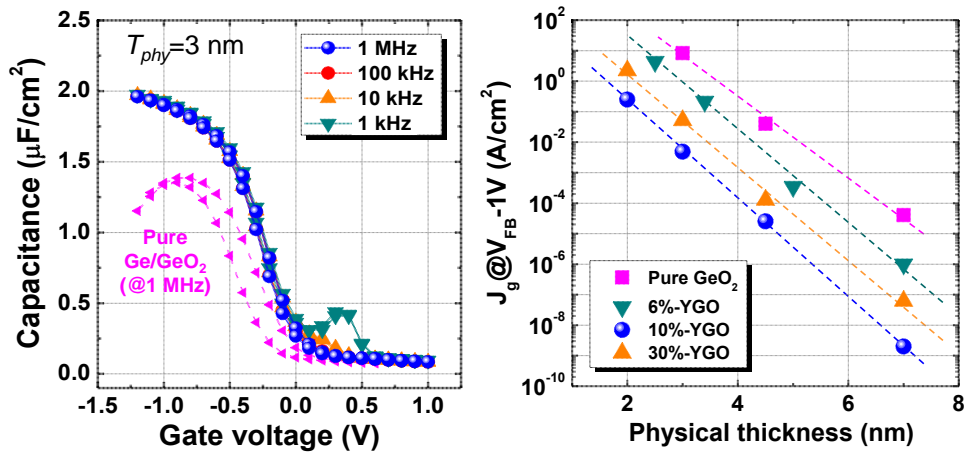 Capacitance (μF/cm²)
2.5
2.0
1.5
1.0
0.5
0.0
T_phy=3 nm
1 MHz
100 kHz
10 kHz
1 kHz
Pure
Ge/GeO₂
(@1 MHz)
-1.5 -1.0 -0.5 0.0 0.5 1.0
Gate voltage (V)
J_g@V_FB-1V (A/cm²)
10²
10⁰
10⁻²
10⁻⁴
10⁻⁶
10⁻⁸
10⁻¹⁰
Pure GeO₂
6%-YGO
10%-YGO
30%-YGO
2 4 6 8
Physical thickness (nm)